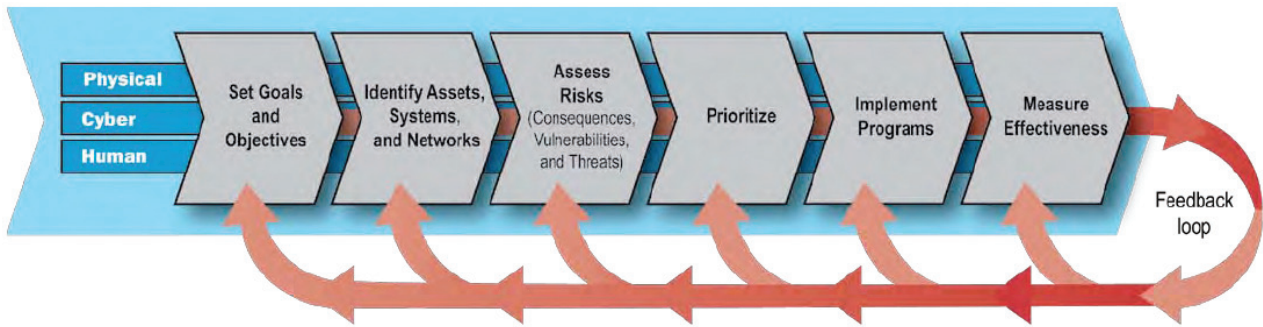 Physical
Cyber
Human
Set Goals
and
Objectives
Identify Assets,
Systems,
and Networks
Assess
Risks
(Consequences,
Vulnerabilities,
and Threats)
Prioritize
Implement
Programs
Measure
Effectiveness
Feedback
loop